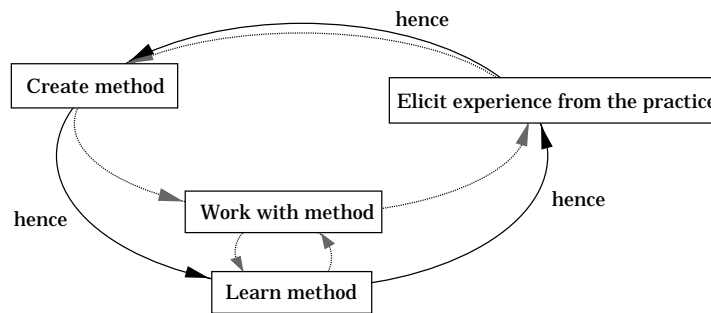 hence
Create method
Elicit experience from the practice
Work with method
hence
hence
Learn method